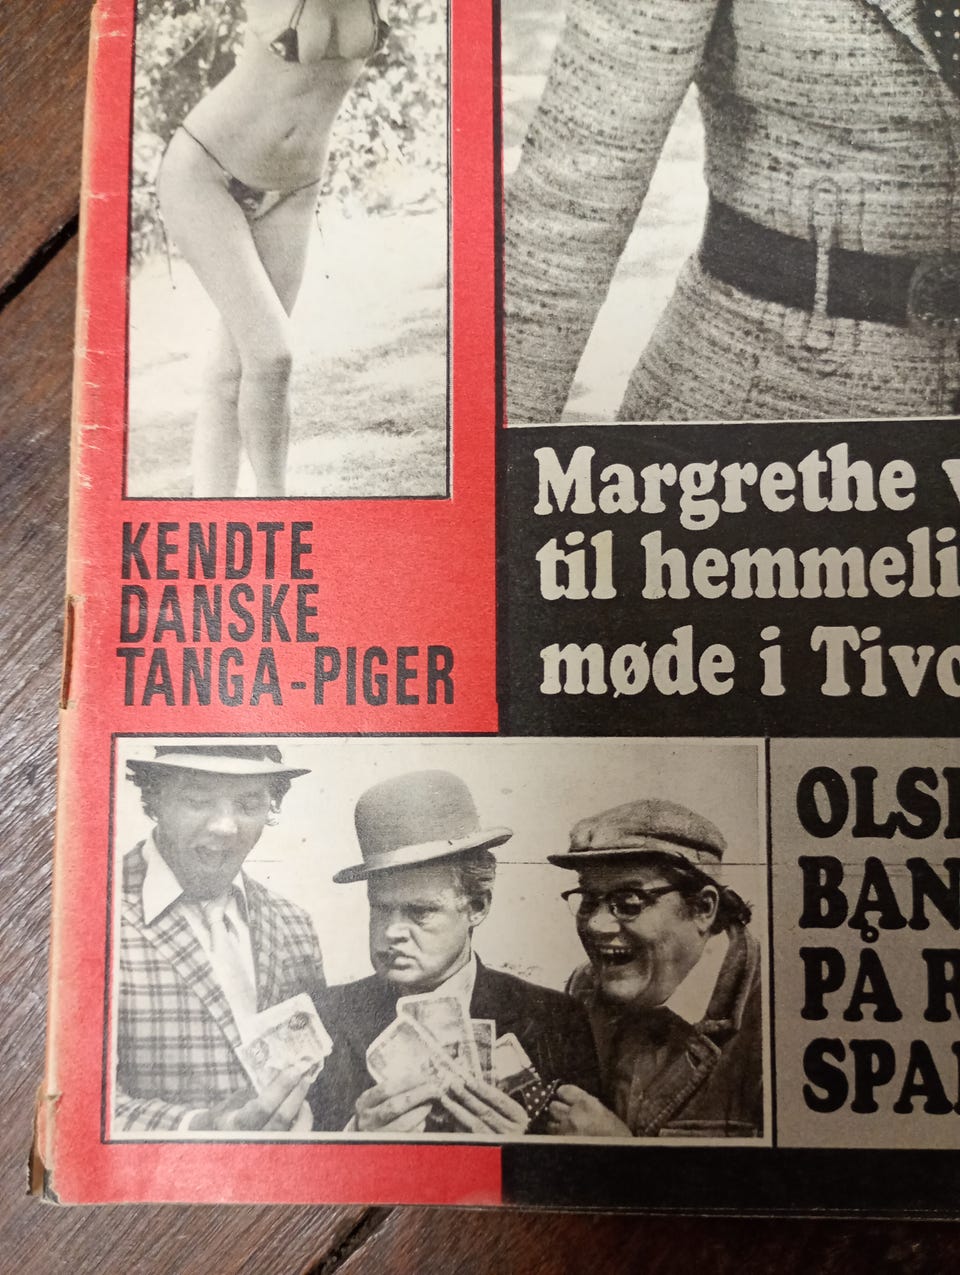 KENDTE
DANSKE
TANGA-PIGER
Margrethe
til hemmeli
møde i Tivo
OLSE
BAN
PÅ R
SPA